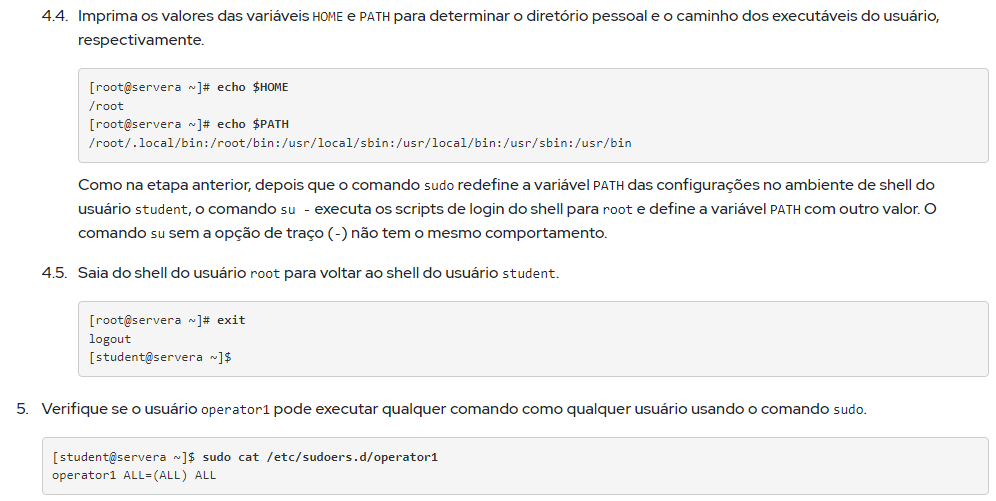 4.4. Imprima os valores das variáveis HOME e PATH para determinar o diretório pessoal e o caminho dos executáveis do usuário,
respectivamente.
[root@servera ~]# echo $HOME
/root
[root@servera ~]# echo $PATH
/root/.local/bin:/root/bin:/usr/local/sbin:/usr/local/bin:/usr/sbin:/usr/bin
Como na etapa anterior, depois que o comando sudo redefine a variável PATH das configurações no ambiente de shell do
usuário student, o comando su - executa os scripts de login do shell para root e define a variável PATH com outro valor. O
comando su sem a opção de traço (-) não tem o mesmo comportamento.
4.5. Saia do shell do usuário root para voltar ao shell do usuário student.
[root@servera ~]# exit
logout
[student@servera ~]$
5. Verifique se o usuário operator1 pode executar qualquer comando como qualquer usuário usando o comando sudo.
[student@servera ~]$ sudo cat /etc/sudoers.d/operator1
operator1 ALL=(ALL) ALL